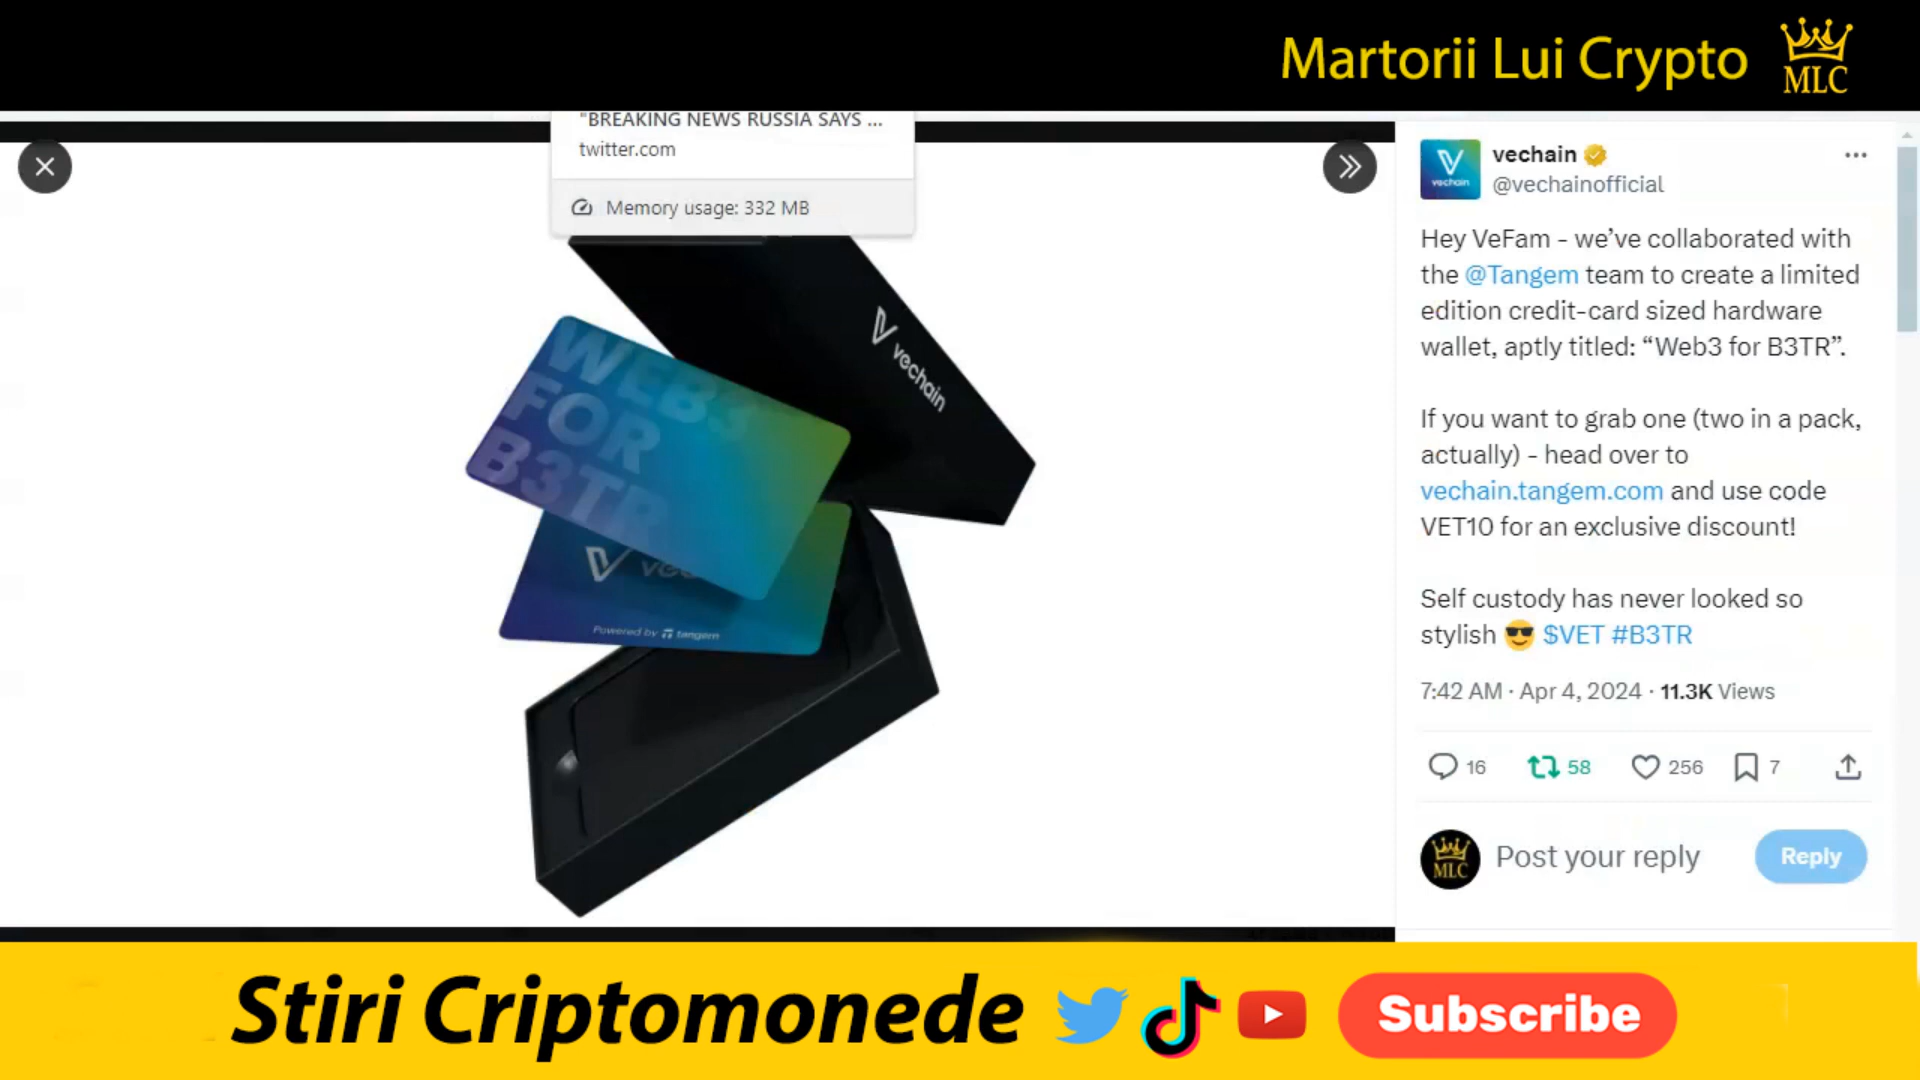 Martorii Lui Crypto
MLC
"BREAKING NEWS RUSSIA SAYS ...
twitter.com
Memory usage: 332 MB
vechain
WEB3
FOR
B3TR
Powered by tangem
vechain
vechain
@vechainofficial
Hey VeFam - we’ve collaborated with
the @Tangem team to create a limited
edition credit-card sized hardware
wallet, aptly titled: “Web3 for B3TR”.
If you want to grab one (two in a pack,
actually) - head over to
vechain.tangem.com and use code
VET10 for an exclusive discount!
Self custody has never looked so
stylish 😎 $VET #B3TR
7:42 AM · Apr 4, 2024 · 11.3K Views
16 58 256 7
MLC
Post your reply
Reply
Stiri Criptomonede
Subscribe